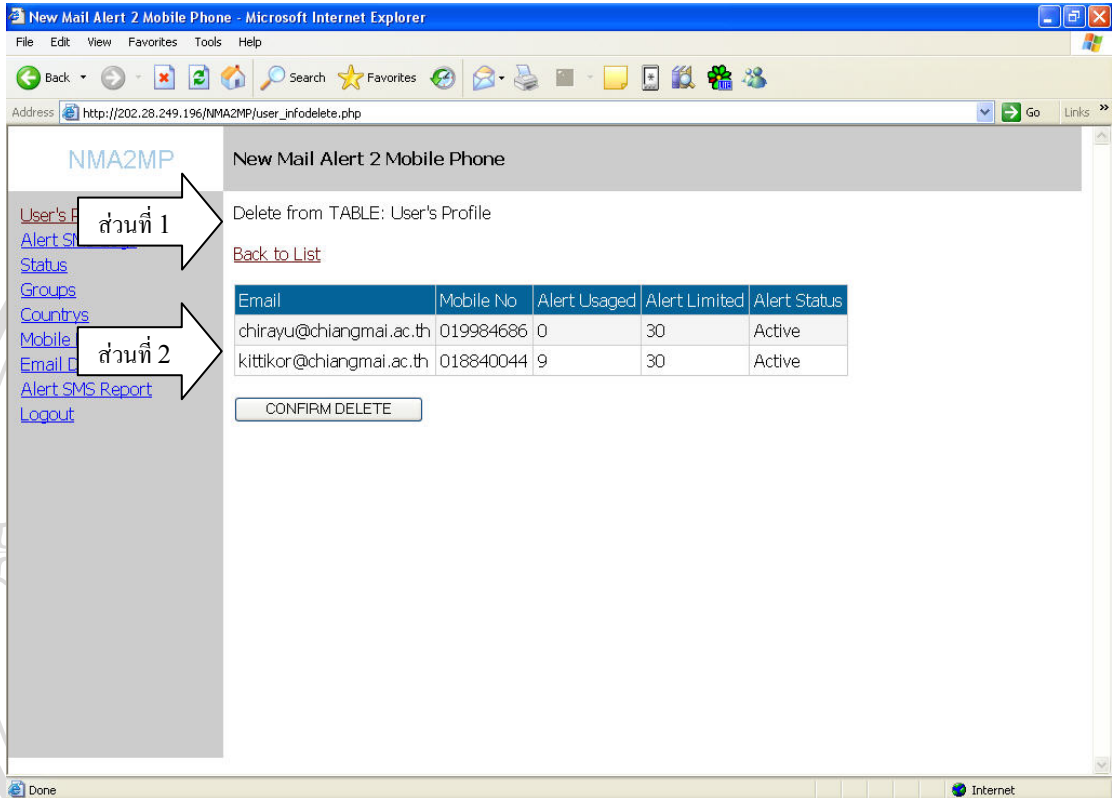 New Mail Alert 2 Mobile Phone - Microsoft Internet Explorer
File Edit View Favorites Tools Help
Back Search Favorites
Address http://202.28.249.196/NMA2MP/user_infodelete.php Go Links »
NMA2MP
New Mail Alert 2 Mobile Phone
User's P
ส่วนที่ 1
Delete from TABLE: User's Profile
Alert S
Back to List
Status
Groups
Email Mobile No Alert Usaged Alert Limited Alert Status
Countrys
chirayu@chiangmai.ac.th 019984686 0 30 Active
Mobile
ส่วนที่ 2
Email D
kittikor@chiangmai.ac.th 018840044 9 30 Active
Alert SMS Report
Logout
CONFIRM DELETE
Done Internet